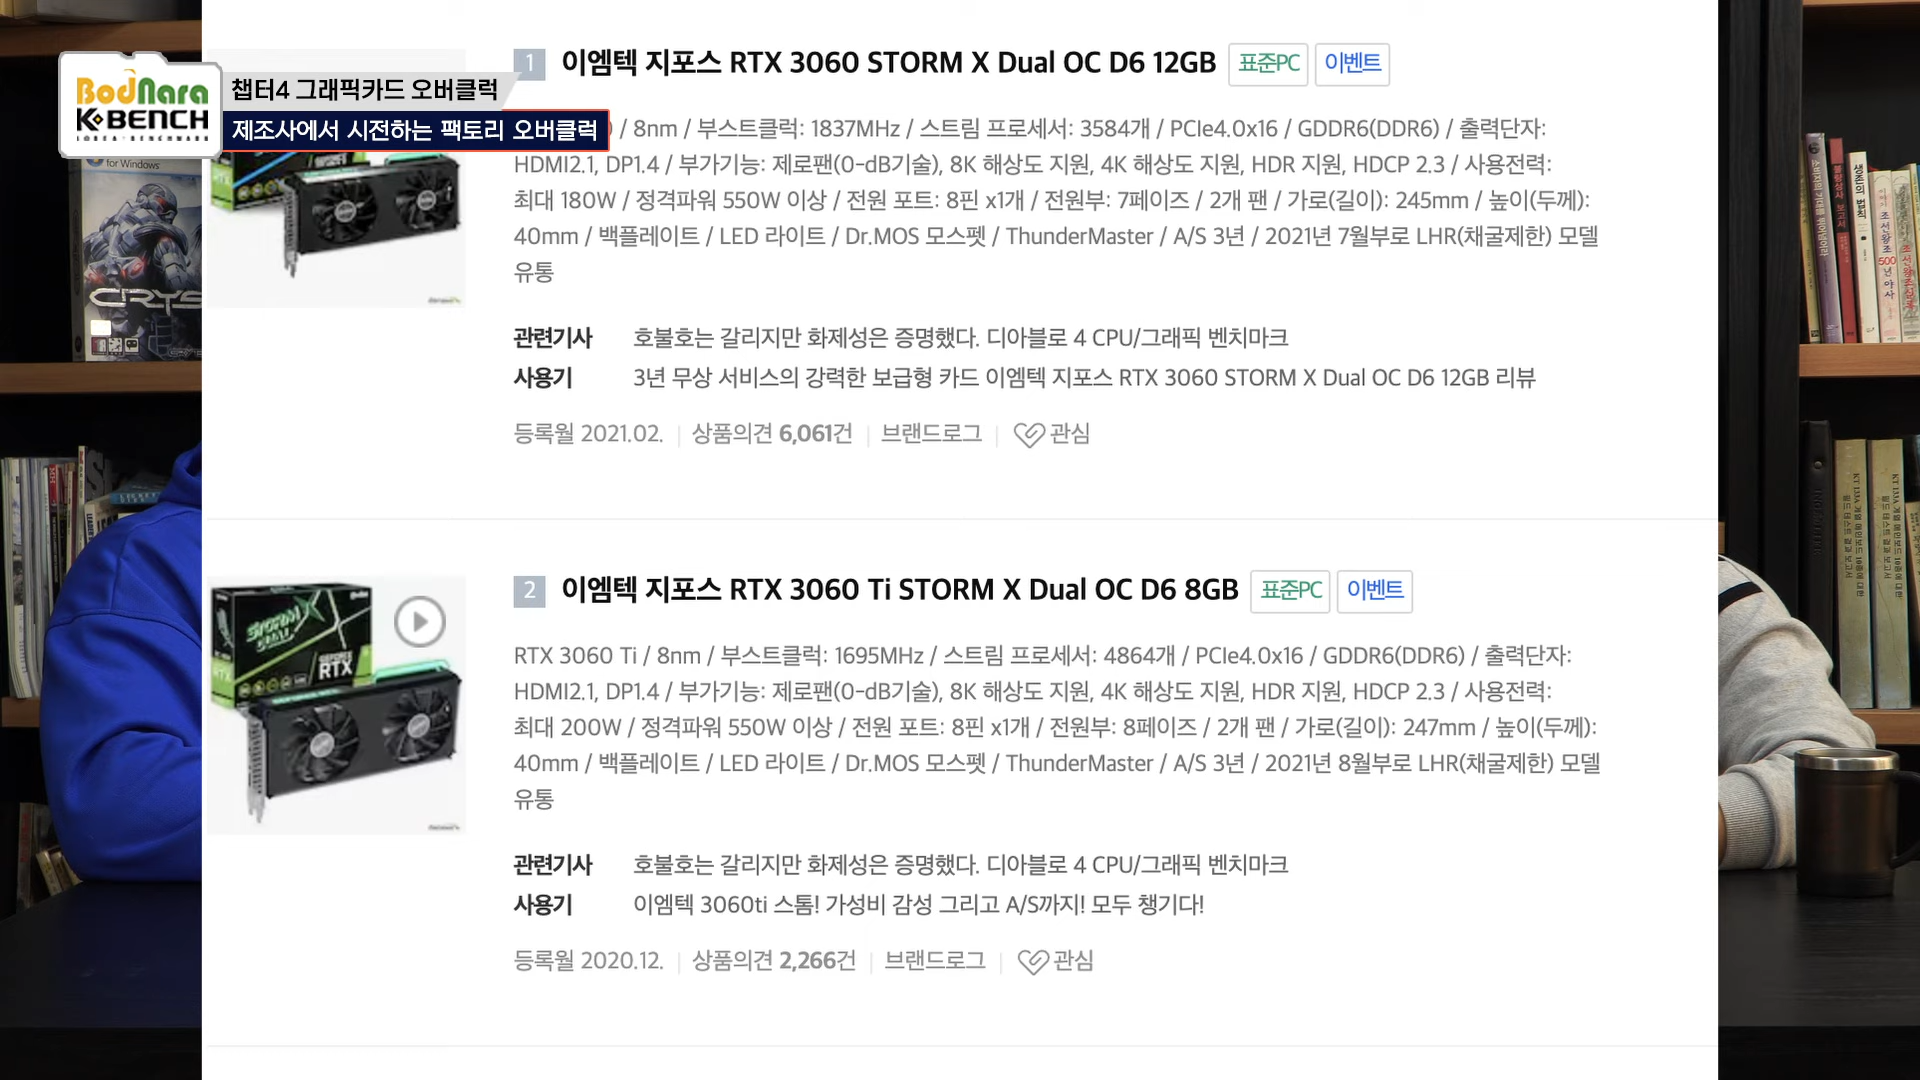 BodNara
K-BENCH
KOREA·BENCHMARK
챕터4 그래픽카드 오버클럭
제조사에서 시전하는 팩토리 오버클럭
1 이엠텍 지포스 RTX 3060 STORM X Dual OC D6 12GB 표준PC 이벤트
/ 8nm / 부스트클럭: 1837MHz / 스트림 프로세서: 3584개 / PCIe4.0x16 / GDDR6(DDR6) / 출력단자:
HDMI2.1, DP1.4 / 부가기능: 제로팬(0-dB기술), 8K 해상도 지원, 4K 해상도 지원, HDR 지원, HDCP 2.3 / 사용전력:
최대 180W / 정격파워 550W 이상 / 전원 포트: 8핀 x1개 / 전원부: 7페이즈 / 2개 팬 / 가로(길이): 245mm / 높이(두께):
40mm / 백플레이트 / LED 라이트 / Dr.MOS 모스펫 / ThunderMaster / A/S 3년 / 2021년 7월부로 LHR(채굴제한) 모델
유통
관련기사 호불호는 갈리지만 화제성은 증명했다. 디아블로 4 CPU/그래픽 벤치마크
사용기 3년 무상 서비스의 강력한 보급형 카드 이엠텍 지포스 RTX 3060 STORM X Dual OC D6 12GB 리뷰
등록월 2021.02. 상품의견 6,061건 브랜드로그 관심
2 이엠텍 지포스 RTX 3060 Ti STORM X Dual OC D6 8GB 표준PC 이벤트
RTX 3060 Ti / 8nm / 부스트클럭: 1695MHz / 스트림 프로세서: 4864개 / PCIe4.0x16 / GDDR6(DDR6) / 출력단자:
HDMI2.1, DP1.4 / 부가기능: 제로팬(0-dB기술), 8K 해상도 지원, 4K 해상도 지원, HDR 지원, HDCP 2.3 / 사용전력:
최대 200W / 정격파워 550W 이상 / 전원 포트: 8핀 x1개 / 전원부: 8페이즈 / 2개 팬 / 가로(길이): 247mm / 높이(두께):
40mm / 백플레이트 / LED 라이트 / Dr.MOS 모스펫 / ThunderMaster / A/S 3년 / 2021년 8월부로 LHR(채굴제한) 모델
유통
관련기사 호불호는 갈리지만 화제성은 증명했다. 디아블로 4 CPU/그래픽 벤치마크
사용기 이엠텍 3060ti 스톰! 가성비 감성 그리고 A/S까지! 모두 챙기다!
등록월 2020.12. 상품의견 2,266건 브랜드로그 관심
for Windows
CRYS
STORM X
DUAL
GEFORCE
RTX
생존의 법칙
조선왕조 500년 야사